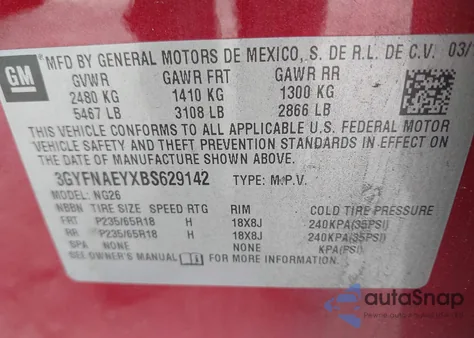 GM
MFD BY GENERAL MOTORS DE MEXICO, S. DE R.L. DE C.V. 03/
GVWR GAWR FRT GAWR RR
2480 KG 1410 KG 1300 KG
5467 LB 3108 LB 2866 LB
THIS VEHICLE CONFORMS TO ALL APPLICABLE U.S. FEDERAL MOTOR
VEHICLE SAFETY AND THEFT PREVENTION STANDARDS IN EFFECT
ON THE DATE OF MANUFACTURE SHOWN ABOVE.
3GYFNAEYXBS629142 TYPE: M.P.V.
MODEL: NG26
NBBN TIRE SIZE SPEED RTG RIM COLD TIRE PRESSURE
FRT P235/65R18 H 18X8J 240KPA(35PSI)
RR P235/65R18 H 18X8J 240KPA(35PSI)
SPA NONE NONE KPA(PSI)
SEE OWNER'S MANUAL FOR MORE INFORMATION.
autoSnap